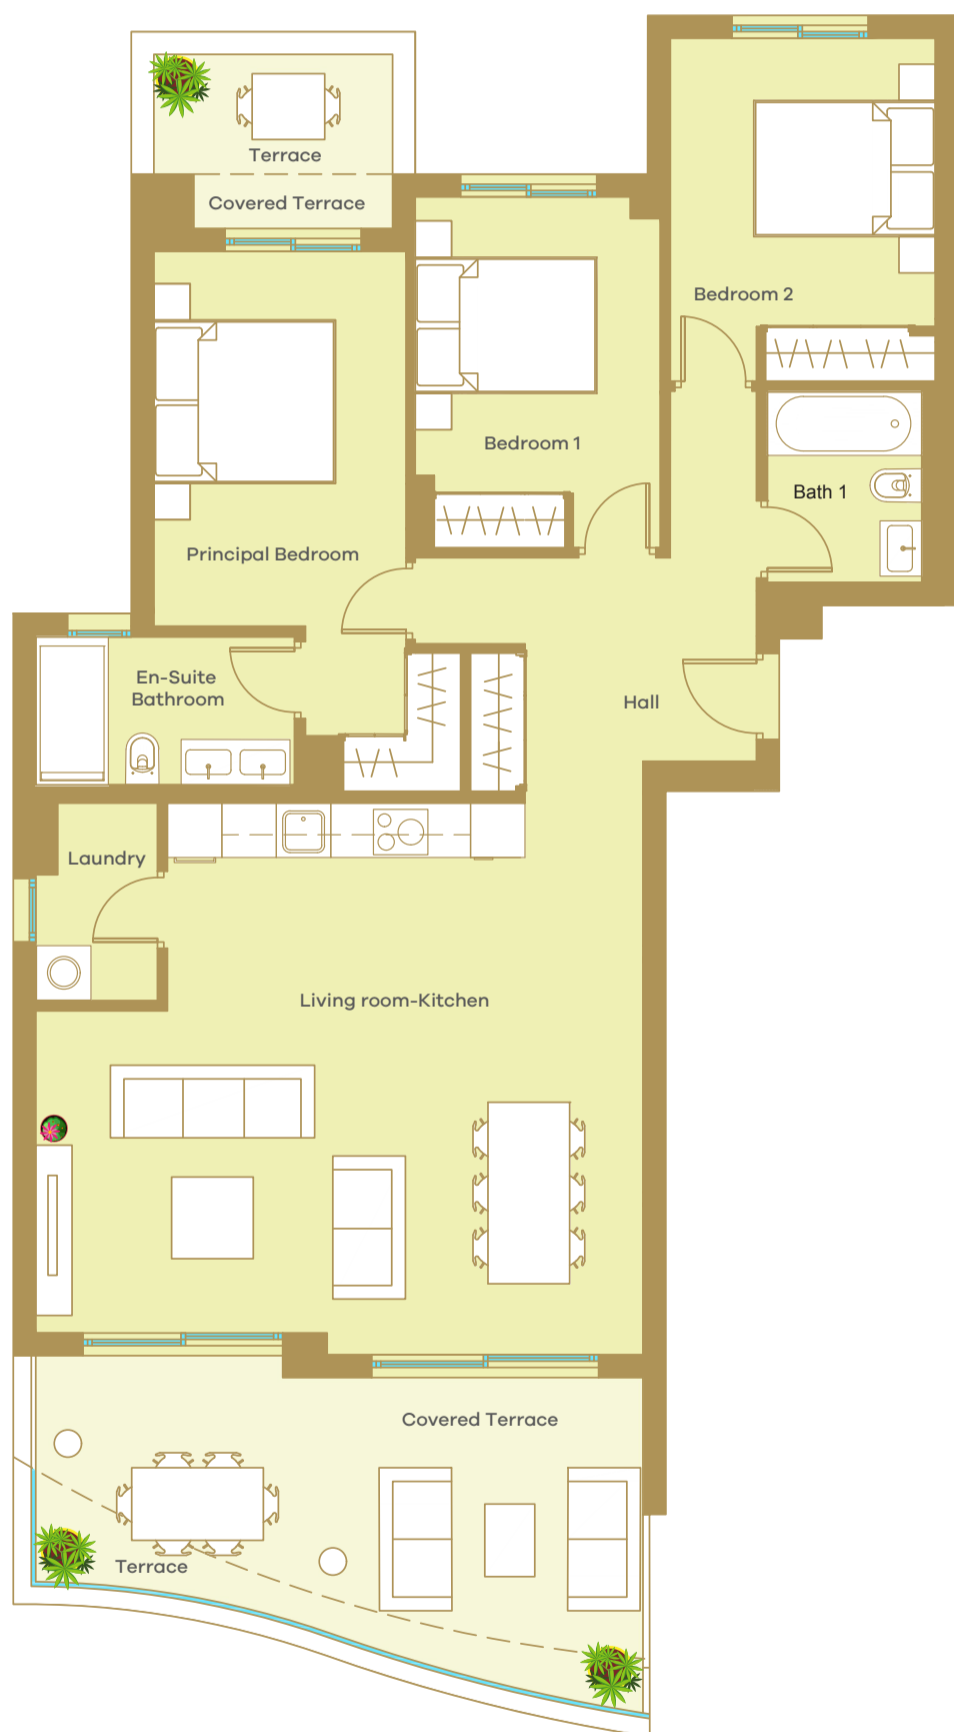 Terrace
Covered Terrace
Bedroom 2
Bedroom 1
Bath 1
Principal Bedroom
En-Suite
Bathroom
Hall
Laundry
Living room-Kitchen
Covered Terrace
Terrace